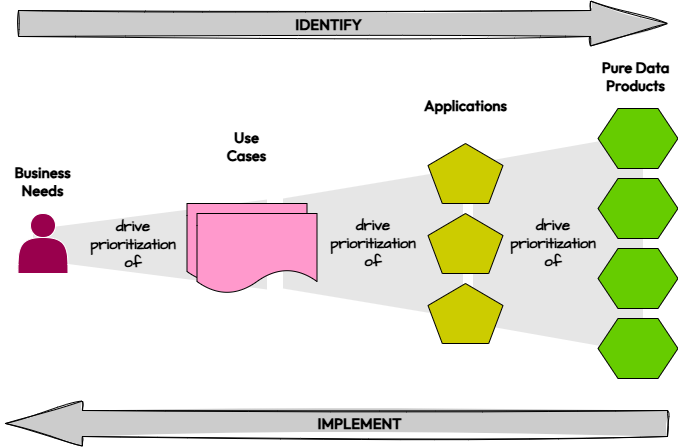 IDENTIFY
Pure Data
Products
Applications
Use
Cases
Business
Needs
drive
prioritization
of
drive
prioritization
of
drive
prioritization
of
IMPLEMENT